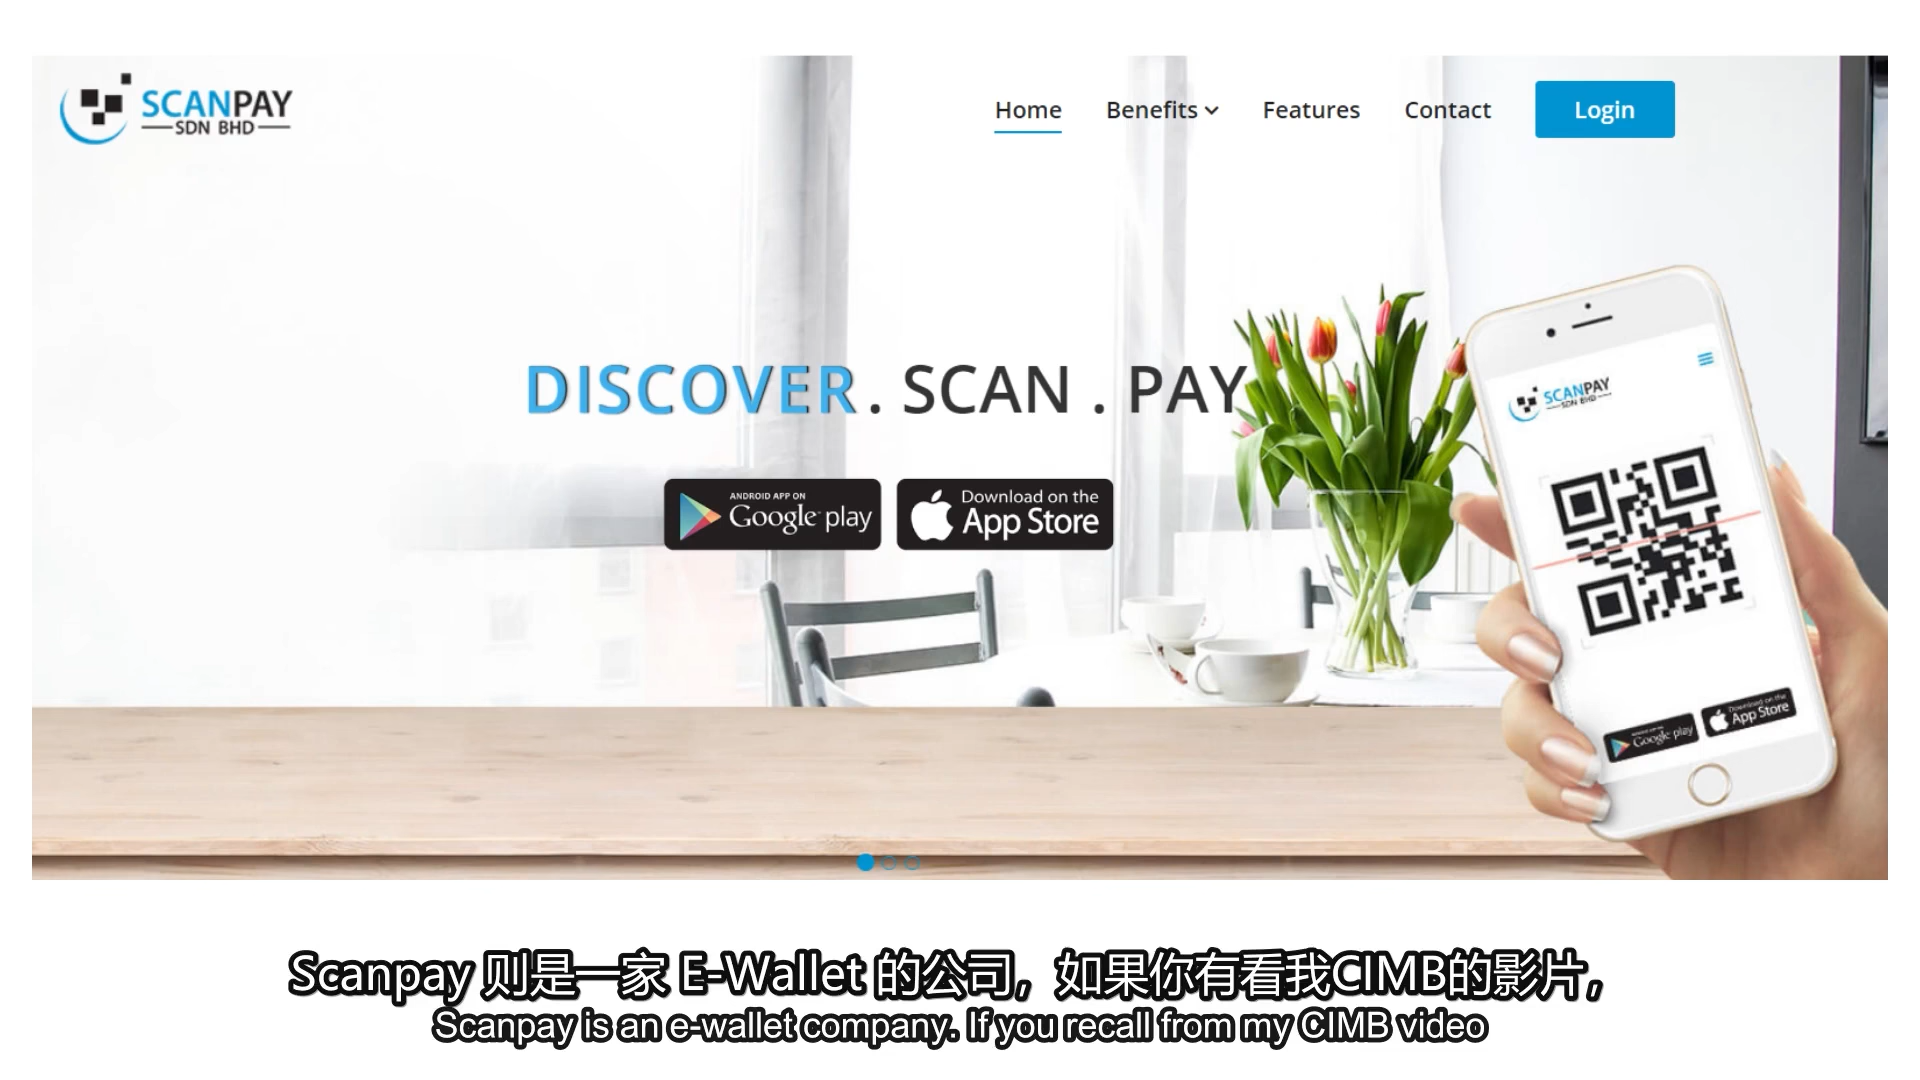 SCANPAY
SDN BHD
Home Benefits Features Contact Login
DISCOVER . SCAN . PAY
ANDROID APP ON
Google play
Download on the
App Store
SCANPAY
SDN BHD
Google play
Download on the
App Store
Scanpay 则是一家 E-Wallet 的公司，如果你有看我CIMB的影片，
Scanpay is an e-wallet company. If you recall from my CIMB video